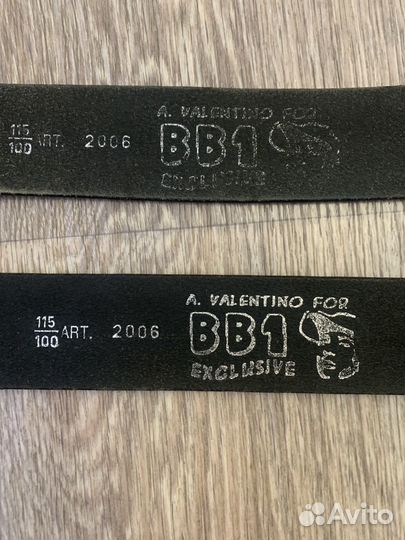 A. VALENTINO FOR
115
100 ART. 2006 BB1
EXCLUSIVE
A. VALENTINO FOR
115
100 ART. 2006 BB1
EXCLUSIVE
Avito